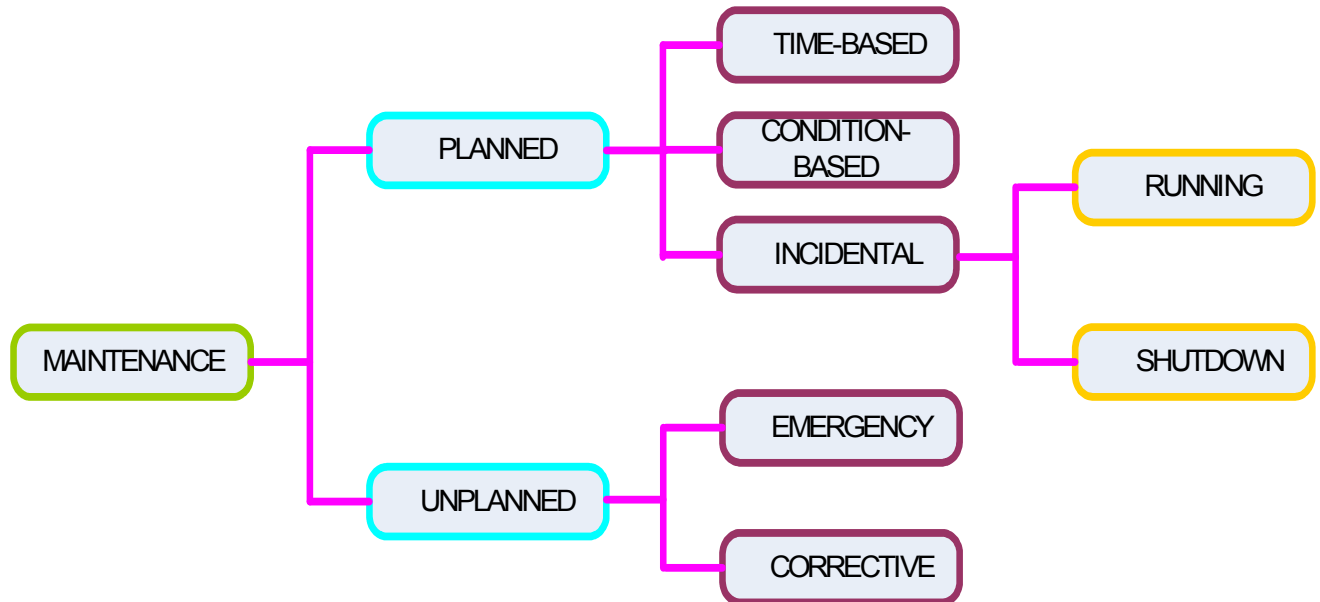 TIME-BASED
PLANNED
CONDITION-
BASED
RUNNING
INCIDENTAL
MAINTENANCE
SHUTDOWN
EMERGENCY
UNPLANNED
CORRECTIVE